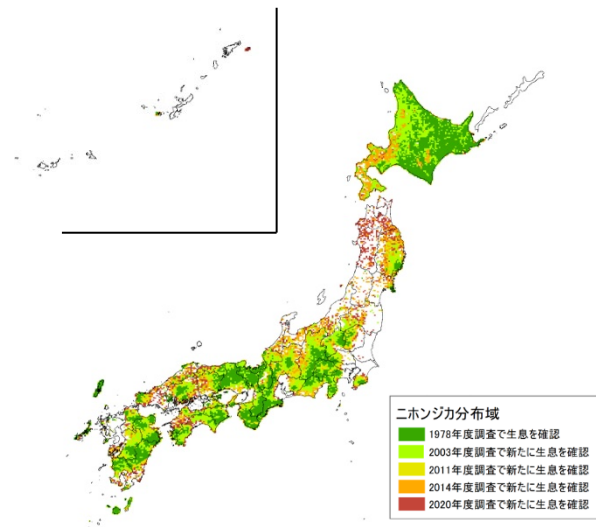 ニホンジカ分布域
1978年度調査で生息を確認
2003年度調査で新たに生息を確認
2011年度調査で新たに生息を確認
2014年度調査で新たに生息を確認
2020年度調査で新たに生息を確認